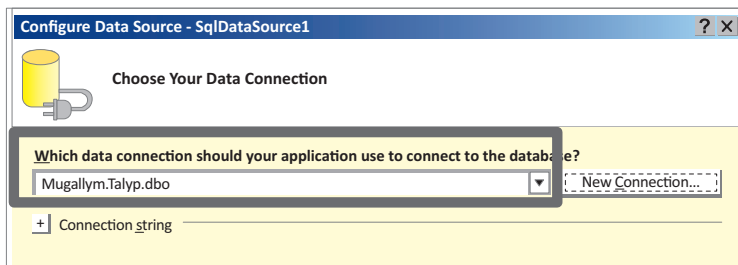 Configure Data Source - SqlDataSource1 ? X
Choose Your Data Connection
Which data connection should your application use to connect to the database?
Mugallym.Talyp.dbo
New Connection...
+ Connection string